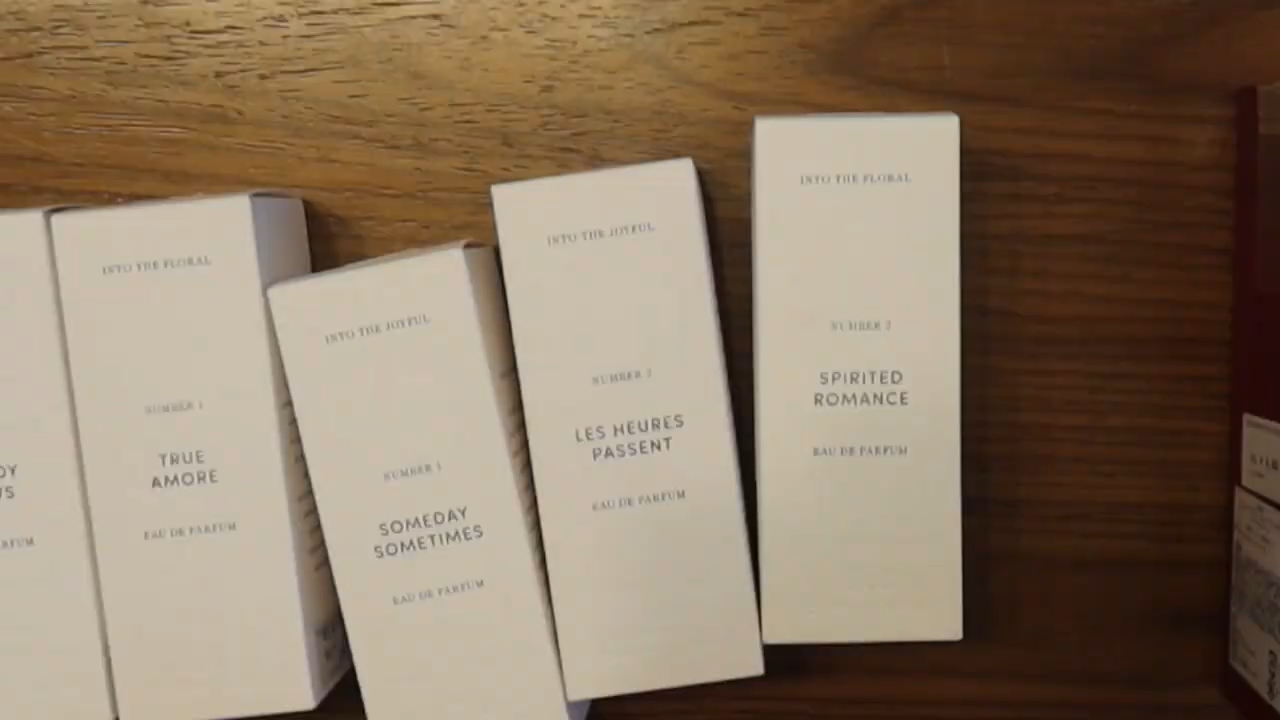 INTO THE FLORAL
NUMBER 1
TRUE
AMORE
EAU DE PARFUM
INTO THE JOYFUL
NUMBER 1
SOMEDAY
SOMETIMES
EAU DE PARFUM
INTO THE JOYFUL
NUMBER 2
LES HEURES
PASSENT
EAU DE PARFUM
INTO THE FLORAL
NUMBER 2
SPIRITED
ROMANCE
EAU DE PARFUM